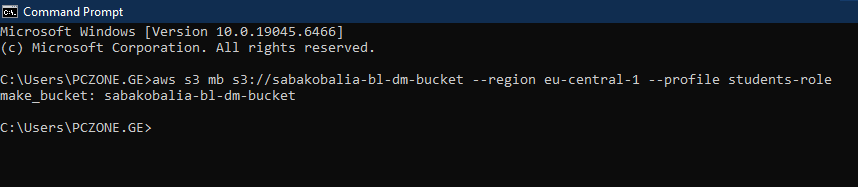 Command Prompt
Microsoft Windows [Version 10.0.19045.6466]
(c) Microsoft Corporation. All rights reserved.
C:\Users\PCZONE.GE>aws s3 mb s3://sabakobalia-bl-dm-bucket --region eu-central-1 --profile students-role
make_bucket: sabakobalia-bl-dm-bucket
C:\Users\PCZONE.GE>